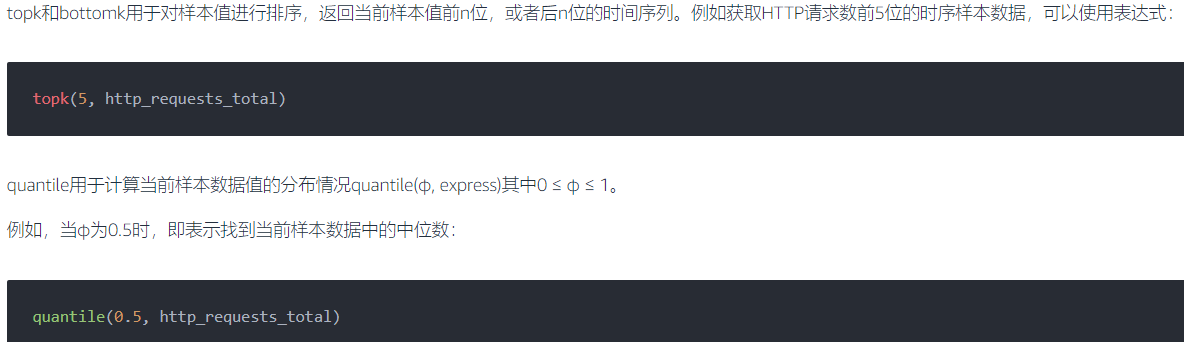 topk和bottomk用于对样本值进行排序，返回当前样本值前n位，或者后n位的时间序列。例如获取HTTP请求数前5位的时序样本数据，可以使用表达式：
topk(5, http_requests_total)
quantile用于计算当前样本数据值的分布情况quantile(φ, express)其中0 ≤ φ ≤ 1。
例如，当φ为0.5时，即表示找到当前样本数据中的中位数：
quantile(0.5, http_requests_total)